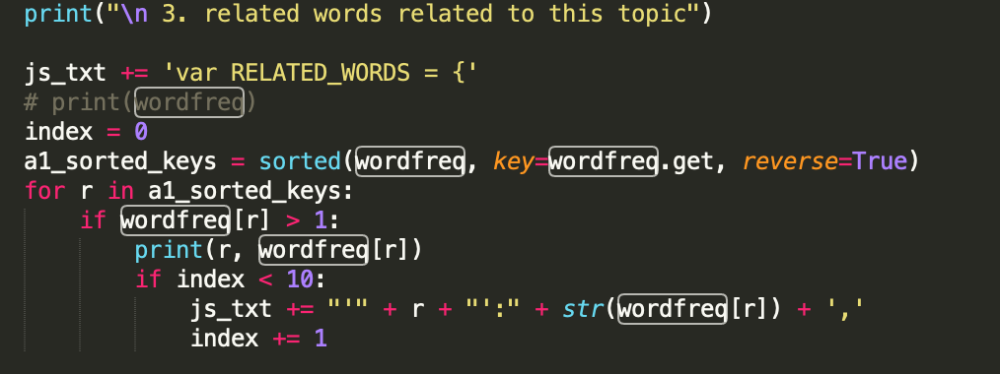 print("\n 3. related words related to this topic")
js_txt += 'var RELATED_WORDS = {'
# print(wordfreq)
index = 0
a1_sorted_keys = sorted(wordfreq, key=wordfreq.get, reverse=True)
for r in a1_sorted_keys:
    if wordfreq[r] > 1:
        print(r, wordfreq[r])
        if index < 10:
            js_txt += "'" + r + "':" + str(wordfreq[r]) + ','
            index += 1